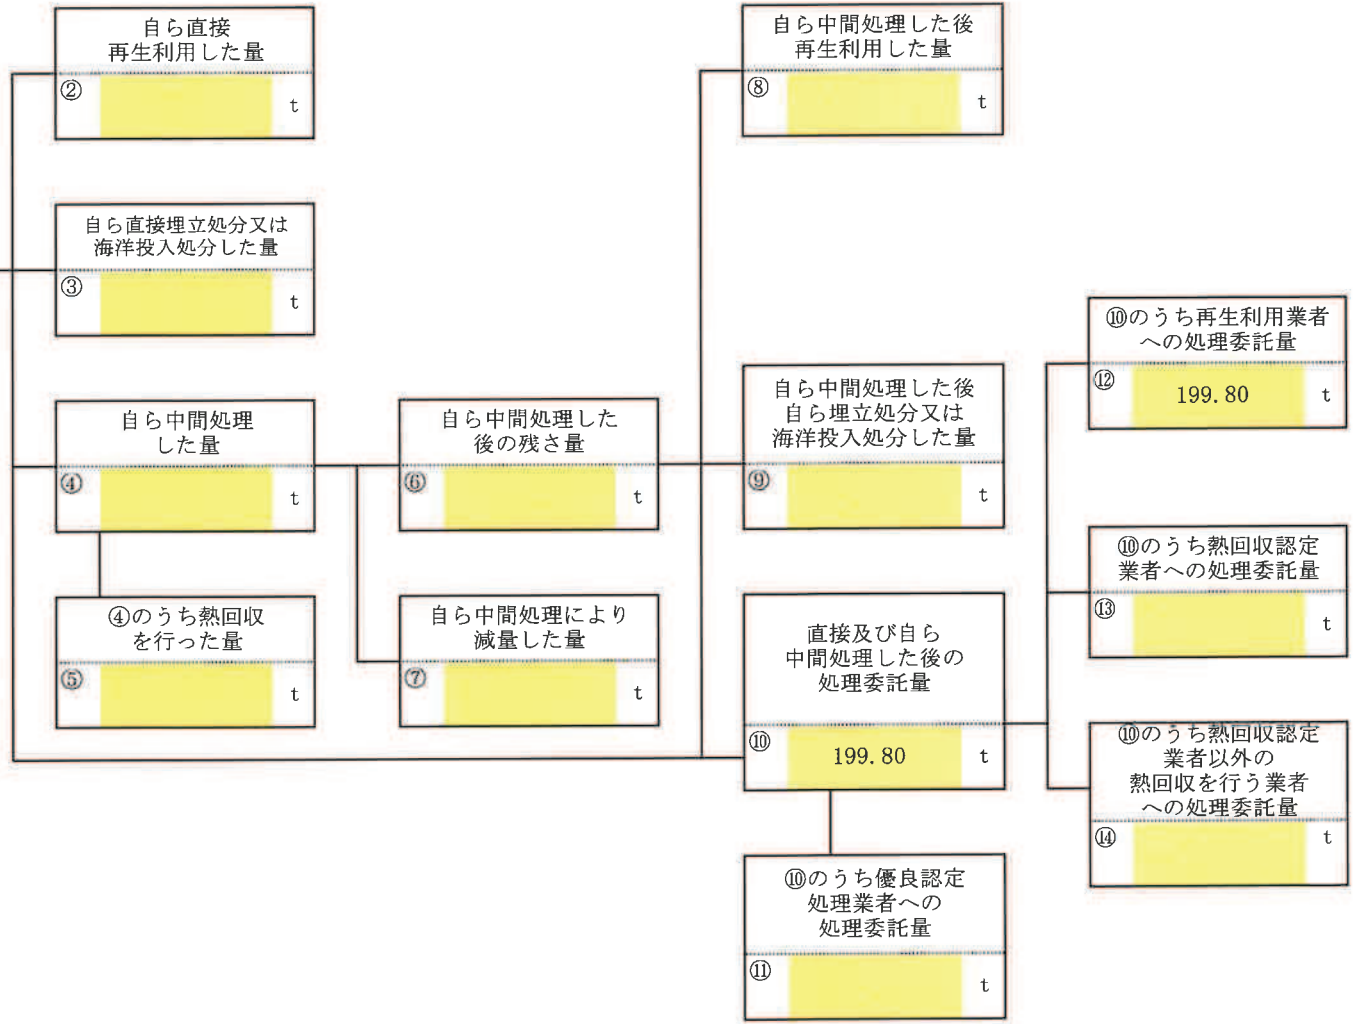 自ら直接
再生利用した量
②
t
自ら直接埋立処分又は
海洋投入処分した量
③
t
自ら中間処理
した量
④
t
④のうち熱回収
を行った量
⑤
t
自ら中間処理した
後の残さ量
⑥
t
自ら中間処理により
減量した量
⑦
t
自ら中間処理した後
再生利用した量
⑧
t
自ら中間処理した後
自ら埋立処分又は
海洋投入処分した量
⑨
t
直接及び自ら
中間処理した後の
処理委託量
⑩
199.80 t
⑩のうち優良認定
処理業者への
処理委託量
⑪
t
⑩のうち再生利用業者
への処理委託量
⑫
199.80 t
⑩のうち熱回収認定
業者への処理委託量
⑬
t
⑩のうち熱回収認定
業者以外の
熱回収を行う業者
への処理委託量
⑭
t